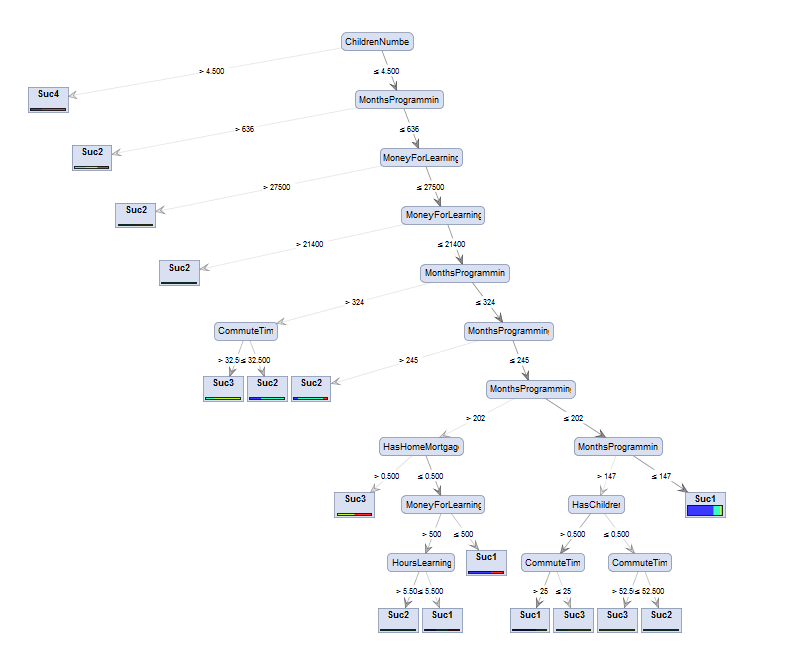 ChildrenNumbe
> 4.500
≤ 4.500
Suc4
MonthsProgrammin
> 636
≤ 636
Suc2
MoneyForLearning
> 27500
≤ 27500
Suc2
MoneyForLearning
> 21400
≤ 21400
Suc2
MonthsProgrammin
> 324
≤ 324
CommuteTim
MonthsProgramming
> 32.5
≤ 32.500
> 245
≤ 245
Suc3
Suc2
Suc2
MonthsProgramming
> 202
≤ 202
HasHomeMortgag
MonthsProgrammin
> 0.500
≤ 0.500
> 147
≤ 147
Suc3
MoneyForLearning
HasChildren
Suc1
> 500
≤ 500
> 0.500
≤ 0.500
HoursLearning
Suc1
CommuteTim
CommuteTim
> 5.50
≤ 5.500
> 25
≤ 25
> 52.5
≤ 52.500
Suc2
Suc1
Suc1
Suc3
Suc3
Suc2